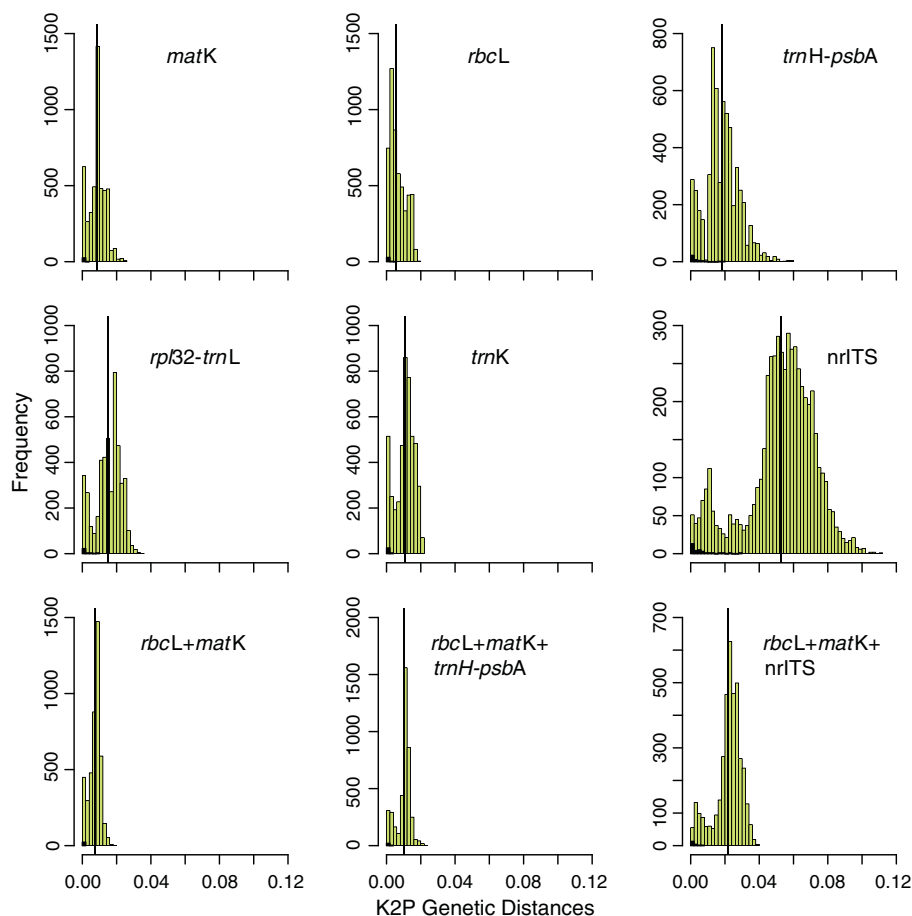 matK
0 500 1000 1500
rbcL
0 500 1000 1500
trnH-psbA
0 200 400 600 800
rpl32-trnL
0 200 400 600 800 1000
trnK
0 200 400 600 800 1000
nrITS
0 50 100 200 300
Frequency
rbcL+matK
0 500 1000 1500
rbcL+matK+
trnH-psbA
0 500 1000 1500 2000
rbcL+matK+
nrITS
0 100 300 500 700
0.00 0.04 0.08 0.12
0.00 0.04 0.08 0.12
0.00 0.04 0.08 0.12
K2P Genetic Distances